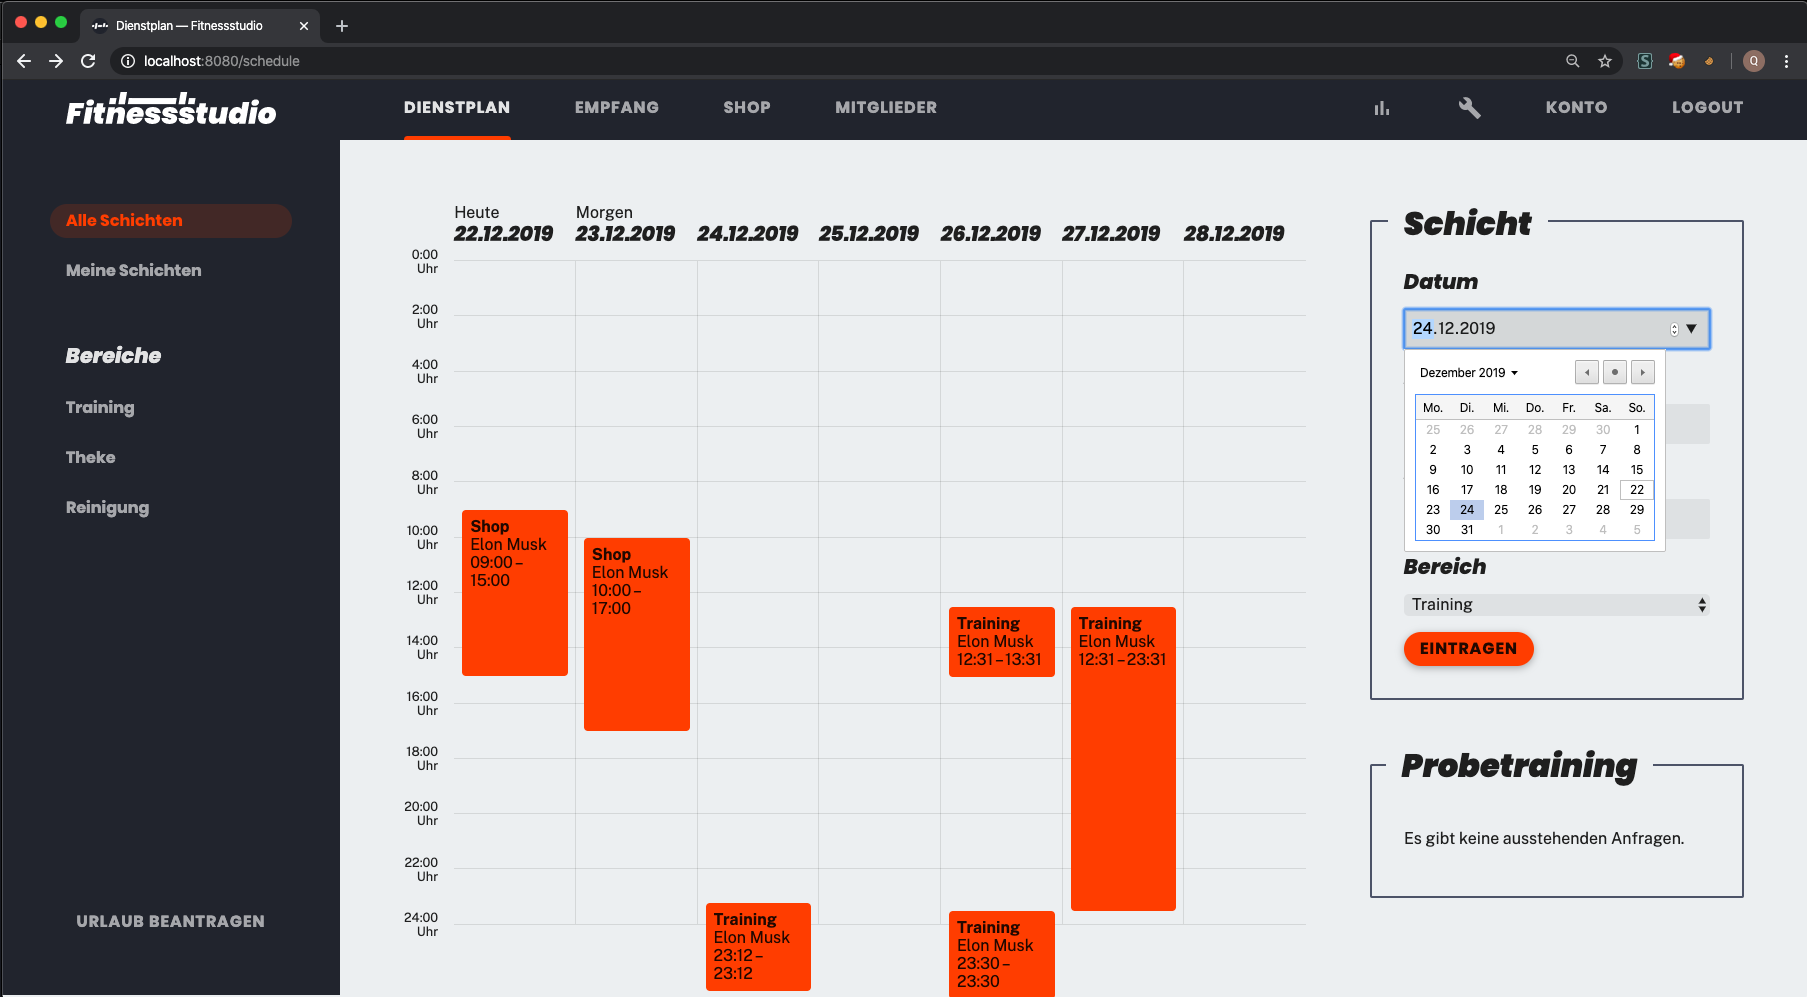 Dienstplan — Fitnessstudio
localhost:8080/schedule
Q
Fitnessstudio
DIENSTPLAN
EMPFANG
SHOP
MITGLIEDER
KONTO
LOGOUT
Alle Schichten
Meine Schichten
Bereiche
Training
Theke
Reinigung
URLAUB BEANTRAGEN
Heute
22.12.2019
Morgen
23.12.2019
24.12.2019
25.12.2019
26.12.2019
27.12.2019
28.12.2019
0:00
Uhr
2:00
Uhr
4:00
Uhr
6:00
Uhr
8:00
Uhr
10:00
Uhr
12:00
Uhr
14:00
Uhr
16:00
Uhr
18:00
Uhr
20:00
Uhr
22:00
Uhr
24:00
Uhr
Shop
Elon Musk
09:00 –
15:00
Shop
Elon Musk
10:00 –
17:00
Training
Elon Musk
23:12 –
23:12
Training
Elon Musk
12:31 – 13:31
Training
Elon Musk
23:30 –
23:30
Training
Elon Musk
12:31 – 23:31
Schicht
Datum
24.12.2019
Dezember 2019
Mo. Di. Mi. Do. Fr. Sa. So.
25 26 27 28 29 30 1
2 3 4 5 6 7 8
9 10 11 12 13 14 15
16 17 18 19 20 21 22
23 24 25 26 27 28 29
30 31 1 2 3 4 5
Bereich
Training
EINTRAGEN
Probetraining
Es gibt keine ausstehenden Anfragen.